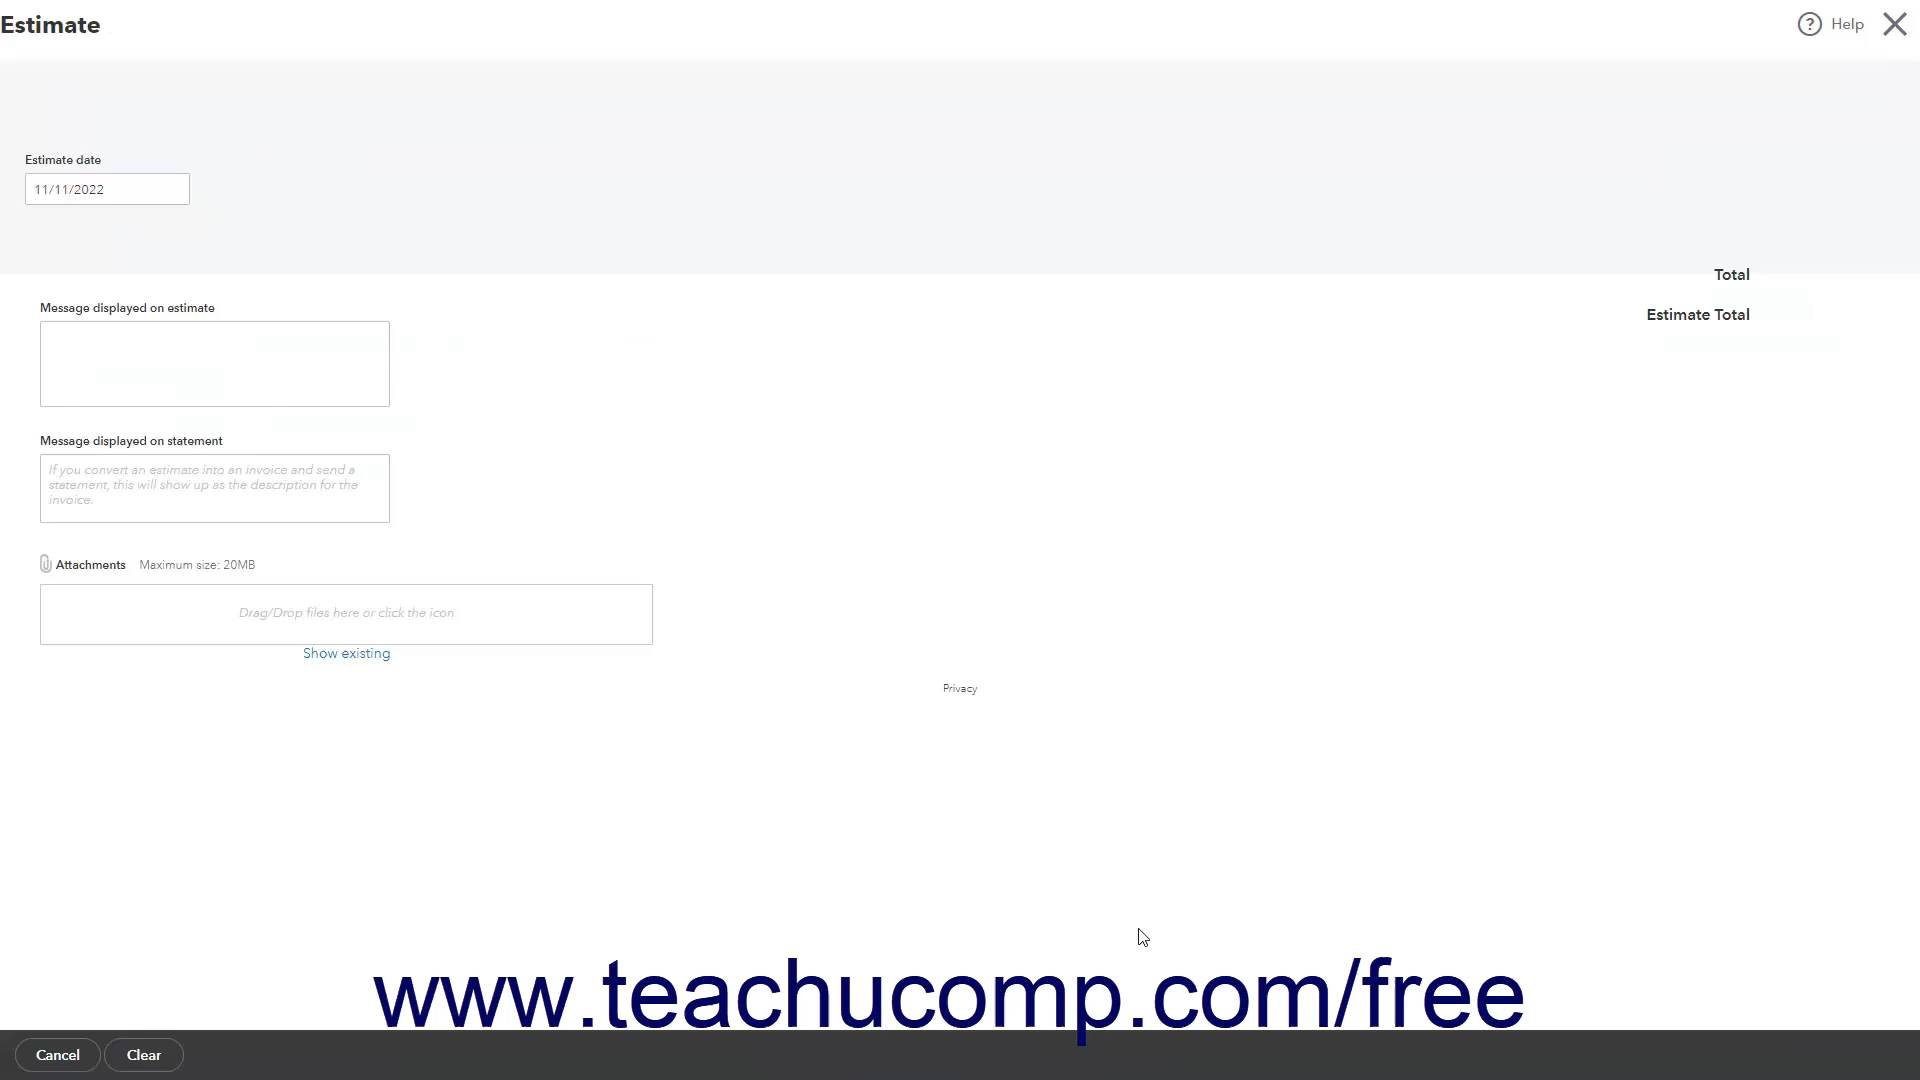 Estimate
Help
Estimate date
11/11/2022
Total
Estimate Total
Message displayed on estimate
Message displayed on statement
If you convert an estimate into an invoice and send a
statement, this will show up as the description for the
invoice.
Attachments Maximum size: 20MB
Drag/Drop files here or click the icon
Show existing
Privacy
www.teachucomp.com/free
Cancel Clear